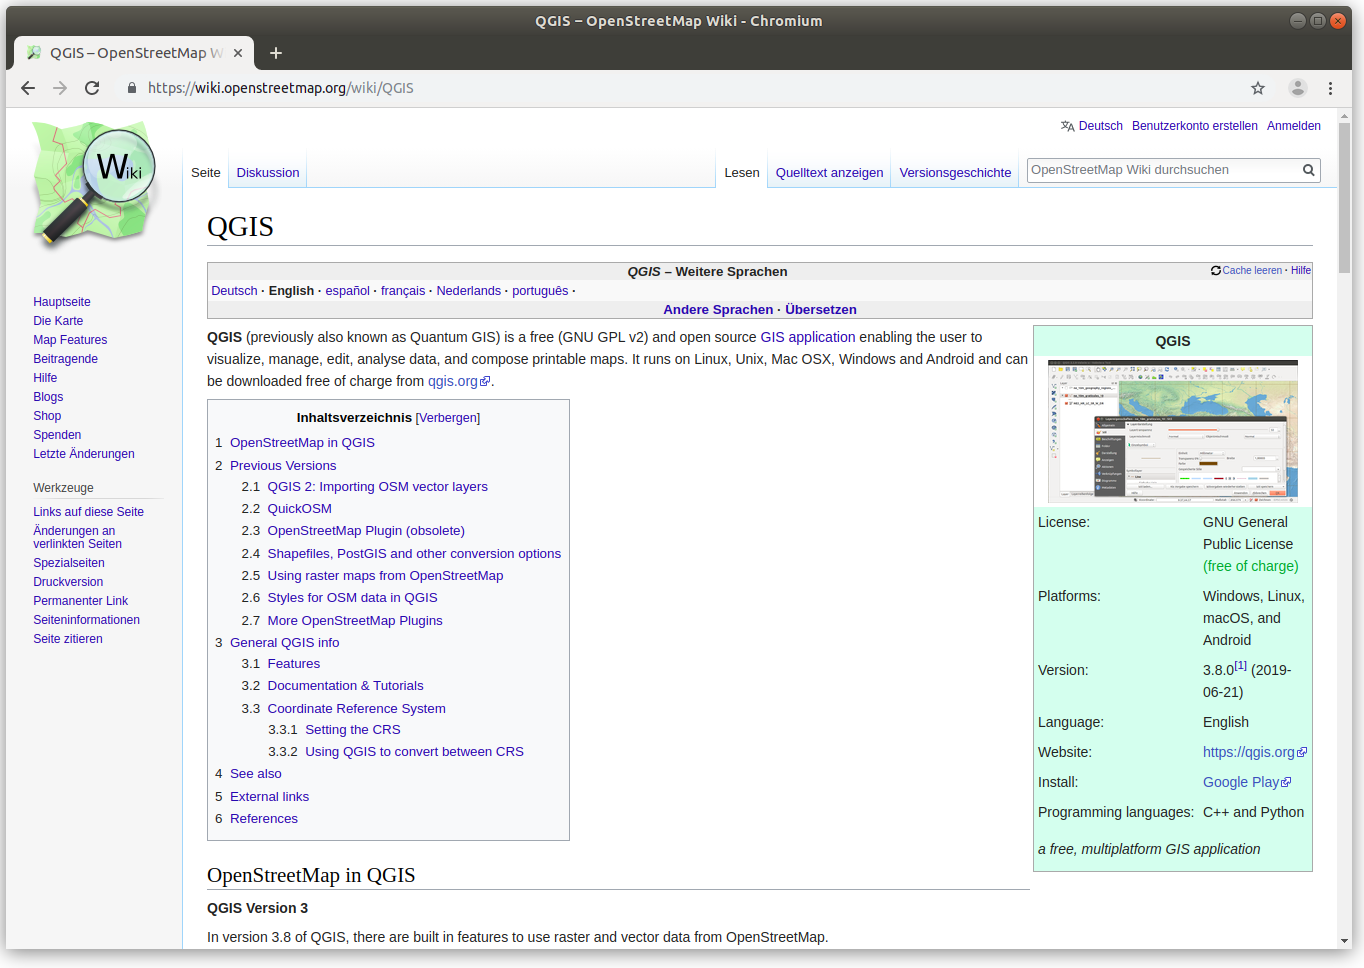 QGIS – OpenStreetMap Wiki - Chromium
QGIS – OpenStreetMap W
https://wiki.openstreetmap.org/wiki/QGIS
Wiki
Deutsch Benutzerkonto erstellen Anmelden
Seite Diskussion Lesen Quelltext anzeigen Versionsgeschichte OpenStreetMap Wiki durchsuchen
Hauptseite
Die Karte
Map Features
Beitragende
Hilfe
Blogs
Shop
Spenden
Letzte Änderungen
Werkzeuge
Links auf diese Seite
Änderungen an
verlinkten Seiten
Spezialseiten
Druckversion
Permanenter Link
Seiteninformationen
Seite zitieren
QGIS
QGIS – Weitere Sprachen
Cache leeren · Hilfe
Deutsch · English · español · français · Nederlands · português ·
Andere Sprachen · Übersetzen
QGIS (previously also known as Quantum GIS) is a free (GNU GPL v2) and open source GIS application enabling the user to
visualize, manage, edit, analyse data, and compose printable maps. It runs on Linux, Unix, Mac OSX, Windows and Android and can
be downloaded free of charge from qgis.org.
Inhaltsverzeichnis [Verbergen]
1 OpenStreetMap in QGIS
2 Previous Versions
2.1 QGIS 2: Importing OSM vector layers
2.2 QuickOSM
2.3 OpenStreetMap Plugin (obsolete)
2.4 Shapefiles, PostGIS and other conversion options
2.5 Using raster maps from OpenStreetMap
2.6 Styles for OSM data in QGIS
2.7 More OpenStreetMap Plugins
3 General QGIS info
3.1 Features
3.2 Documentation & Tutorials
3.3 Coordinate Reference System
3.3.1 Setting the CRS
3.3.2 Using QGIS to convert between CRS
4 See also
5 External links
6 References
QGIS
License: GNU General
Public License
(free of charge)
Platforms: Windows, Linux,
macOS, and
Android
Version: 3.8.0[1] (2019-
06-21)
Language: English
Website: https://qgis.org
Install: Google Play
Programming languages: C++ and Python
a free, multiplatform GIS application
OpenStreetMap in QGIS
QGIS Version 3
In version 3.8 of QGIS, there are built in features to use raster and vector data from OpenStreetMap.